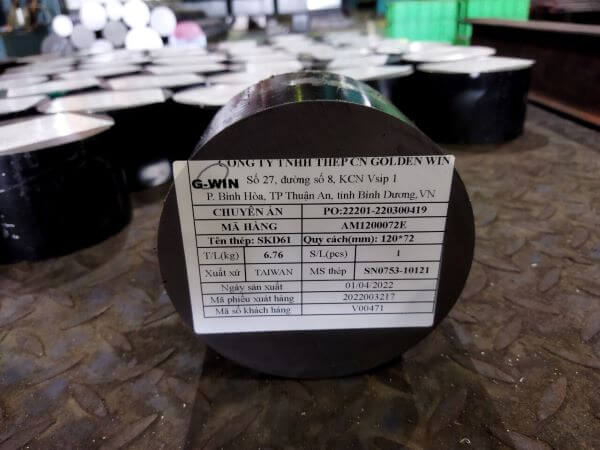 CÔNG TY TNHH THÉP CN GOLDEN WIN
G-WIN
Số 27, đường số 8, KCN Vsip 1
P. Bình Hòa, TP Thuận An, tỉnh Bình Dương,VN
CHUYÊN ÁN PO:22201-220300419
MÃ HÀNG AM1200072E
Tên thép: SKD61 Quy cách(mm): 120*72
T/L(kg) 6.76 S/L(pcs) 1
Xuất xứ TAIWAN MS thép SN0753-10121
Ngày sản xuất 01/04/2022
Mã phiếu xuất hàng 2022003217
Mã số khách hàng V00471